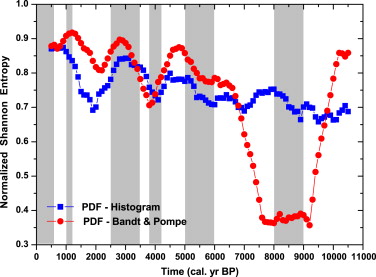 1.0
0.9
0.8
0.7
0.6
0.5
0.4
0.3
Normalized Shannon Entropy
PDF - Histogram
PDF - Bandt & Pompe
0 1000 2000 3000 4000 5000 6000 7000 8000 9000 10000 11000
Time (cal. yr BP)